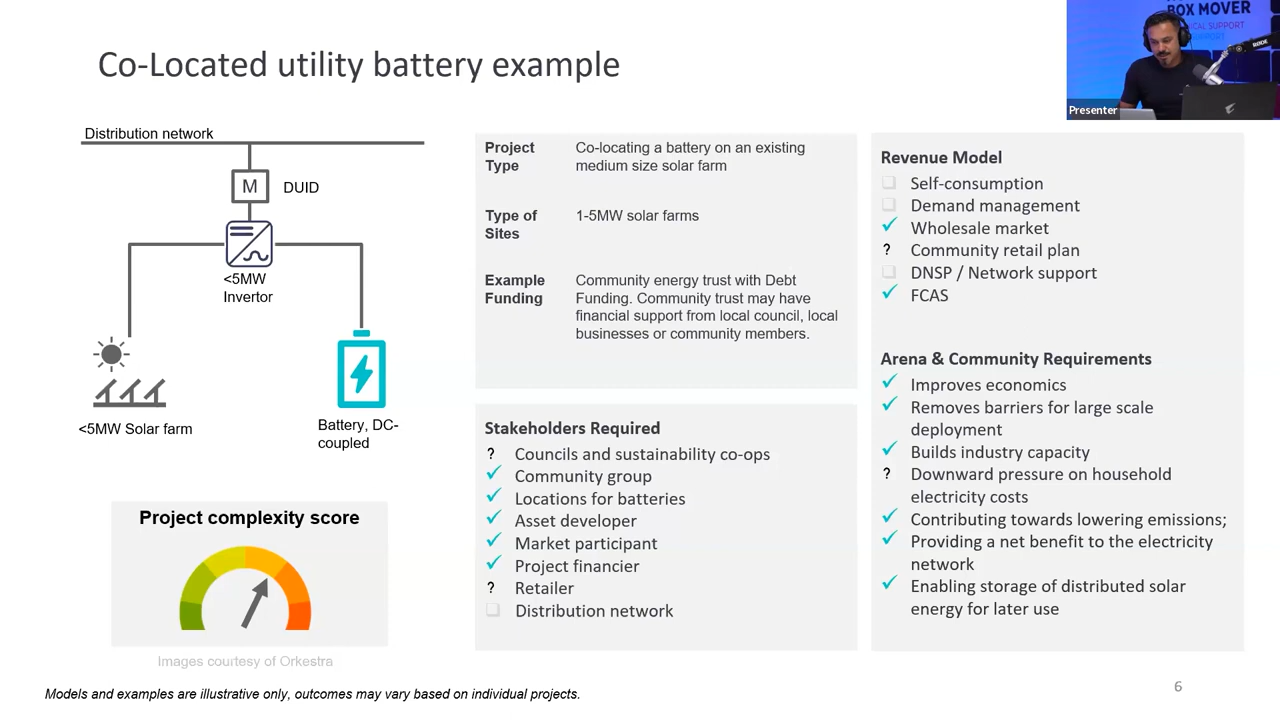 BOX MOVER
Presenter
Co-Located utility battery example
Distribution network
M
DUID
<5MW
Invertor
<5MW Solar farm
Battery, DC-
coupled
Project complexity score
Images courtesy of Orkestra
Project
Type
Co-locating a battery on an existing
medium size solar farm
Type of
Sites
1-5MW solar farms
Example
Funding
Community energy trust with Debt
Funding. Community trust may have
financial support from local council, local
businesses or community members.
Stakeholders Required
? Councils and sustainability co-ops
✓ Community group
✓ Locations for batteries
✓ Asset developer
✓ Market participant
✓ Project financier
? Retailer
❑ Distribution network
Revenue Model
❑ Self-consumption
❑ Demand management
✓ Wholesale market
? Community retail plan
❑ DNSP / Network support
✓ FCAS
Arena & Community Requirements
✓ Improves economics
✓ Removes barriers for large scale
deployment
✓ Builds industry capacity
? Downward pressure on household
electricity costs
✓ Contributing towards lowering emissions;
✓ Providing a net benefit to the electricity
network
✓ Enabling storage of distributed solar
energy for later use
Models and examples are illustrative only, outcomes may vary based on individual projects.
6